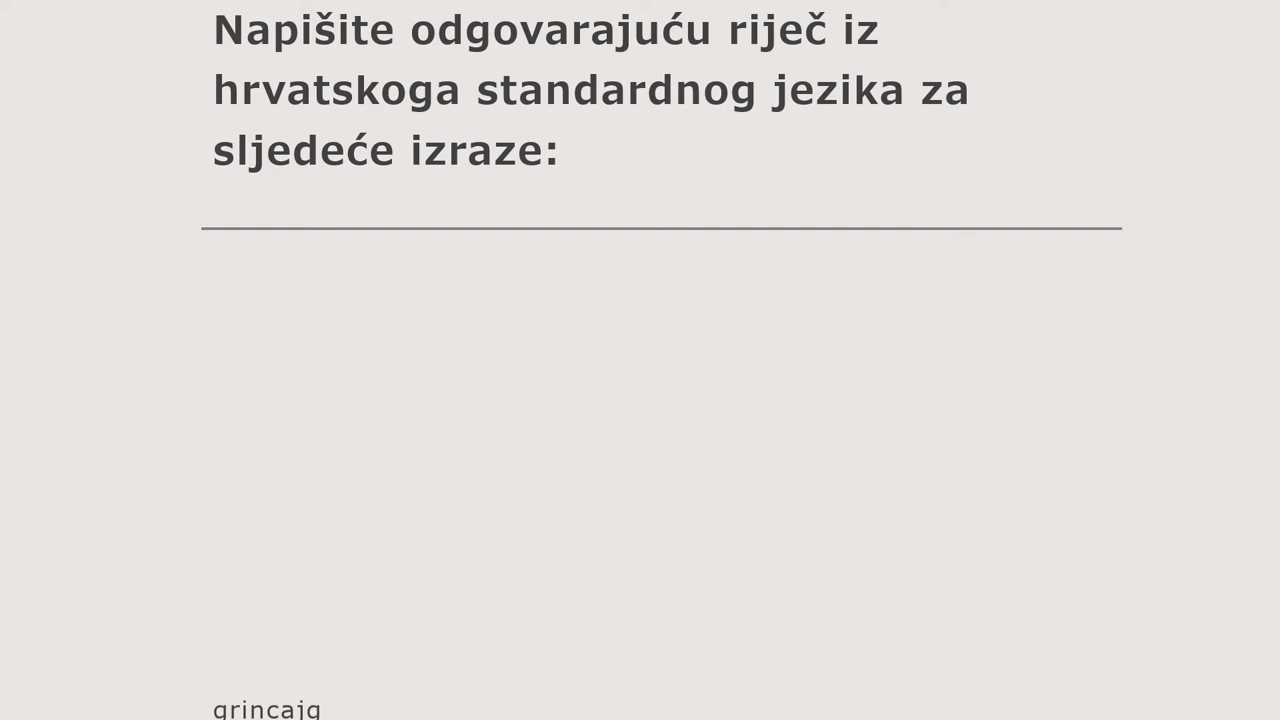 Napišite odgovarajuću riječ iz
hrvatskoga standardnog jezika za
sljedeće izraze:
grincajg